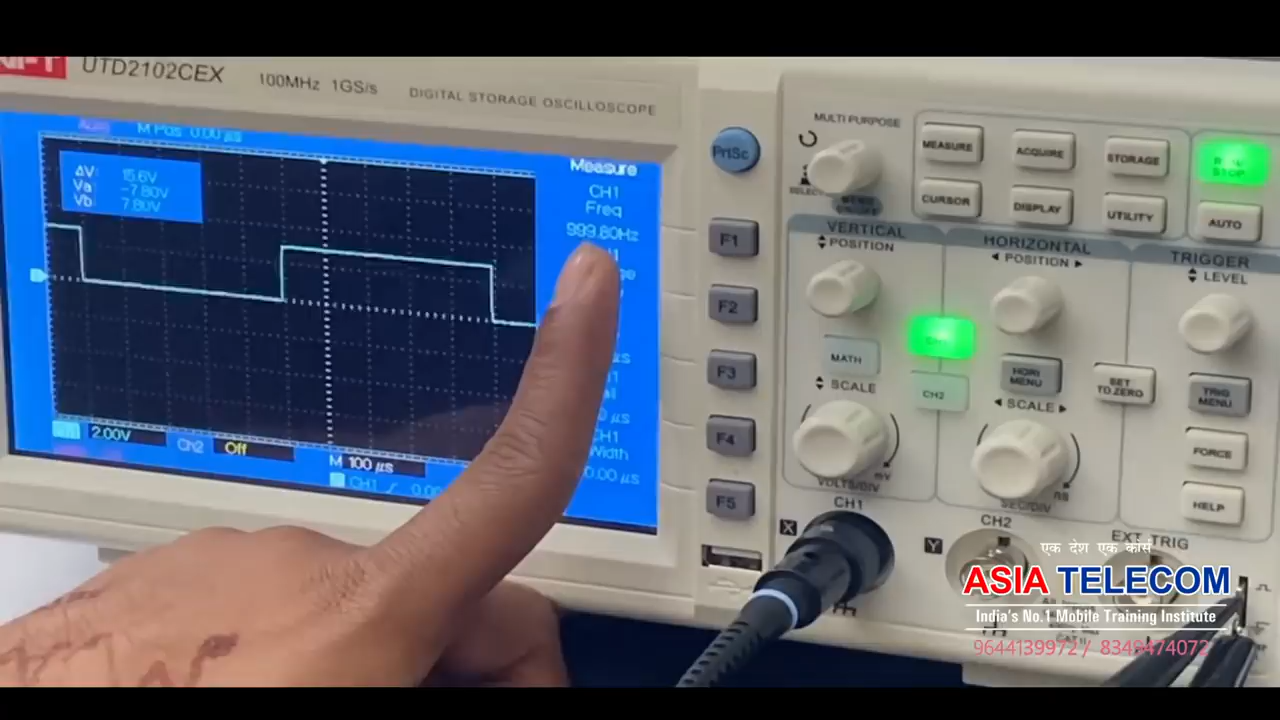 UTD2102CEX
100MHz 1GS/s
DIGITAL STORAGE OSCILLOSCOPE
M Pos 0.00 µs
ΔV 15.6V
Va -7.80V
Vb 7.80V
Measure
CH1
Freq
999.80Hz
2.00V
Ch2
Off
M 100 µs
CH1
PrtSc
F1
F2
F3
F4
F5
MULTI PURPOSE
SELECT
MEASURE
ACQUIRE
STORAGE
CURSOR
DISPLAY
UTILITY
AUTO
VERTICAL
POSITION
MATH
CH2
SCALE
VOLTS/DIV
mV
CH1
HORIZONTAL
POSITION
HORI
MENU
SCALE
SEC/DIV
CH2
SET
TO ZERO
TRIGGER
LEVEL
TRIG
MENU
FORCE
HELP
EXT TRIG
X
Y
एक देश एक कोर्स
ASIA TELECOM
India's No.1 Mobile Training Institute
9644139972 / 8349474072